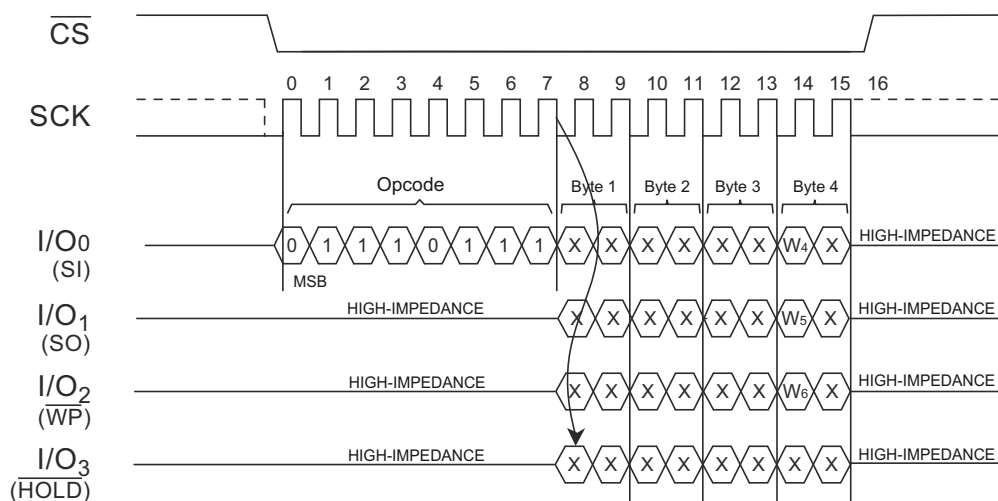 CS
SCK
0 1 2 3 4 5 6 7 8 9 10 11 12 13 14 15 16
Opcode Byte 1 Byte 2 Byte 3 Byte 4
I/O0 0 1 1 1 0 1 1 1 X X X X X X W4 X HIGH-IMPEDANCE
(SI)
MSB
I/O1 HIGH-IMPEDANCE X X X X X X W5 X HIGH-IMPEDANCE
(SO)
I/O2 HIGH-IMPEDANCE X X X X X X W6 X HIGH-IMPEDANCE
(WP)
I/O3 HIGH-IMPEDANCE X X X X X X X X HIGH-IMPEDANCE
(HOLD)